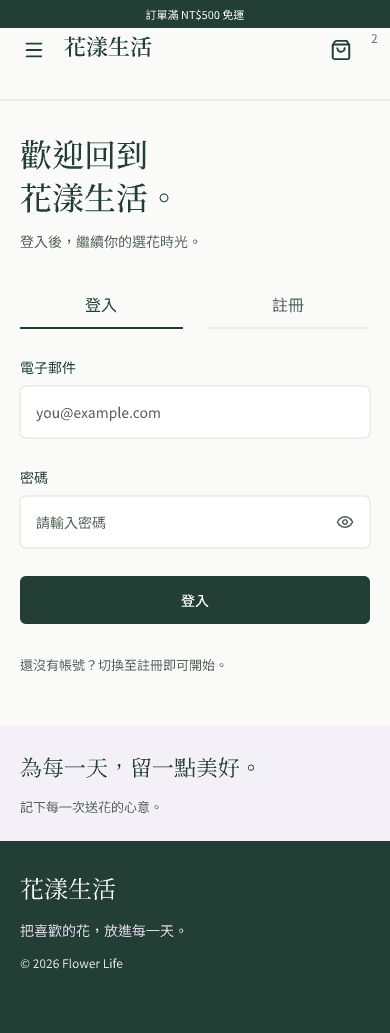 訂單滿 NT$500 免運
花漾生活
2
歡迎回到
花漾生活。
登入後，繼續你的選花時光。
登入
註冊
電子郵件
you@example.com
密碼
請輸入密碼
登入
還沒有帳號？切換至註冊即可開始。
為每一天，留一點美好。
記下每一次送花的心意。
花漾生活
把喜歡的花，放進每一天。
© 2026 Flower Life